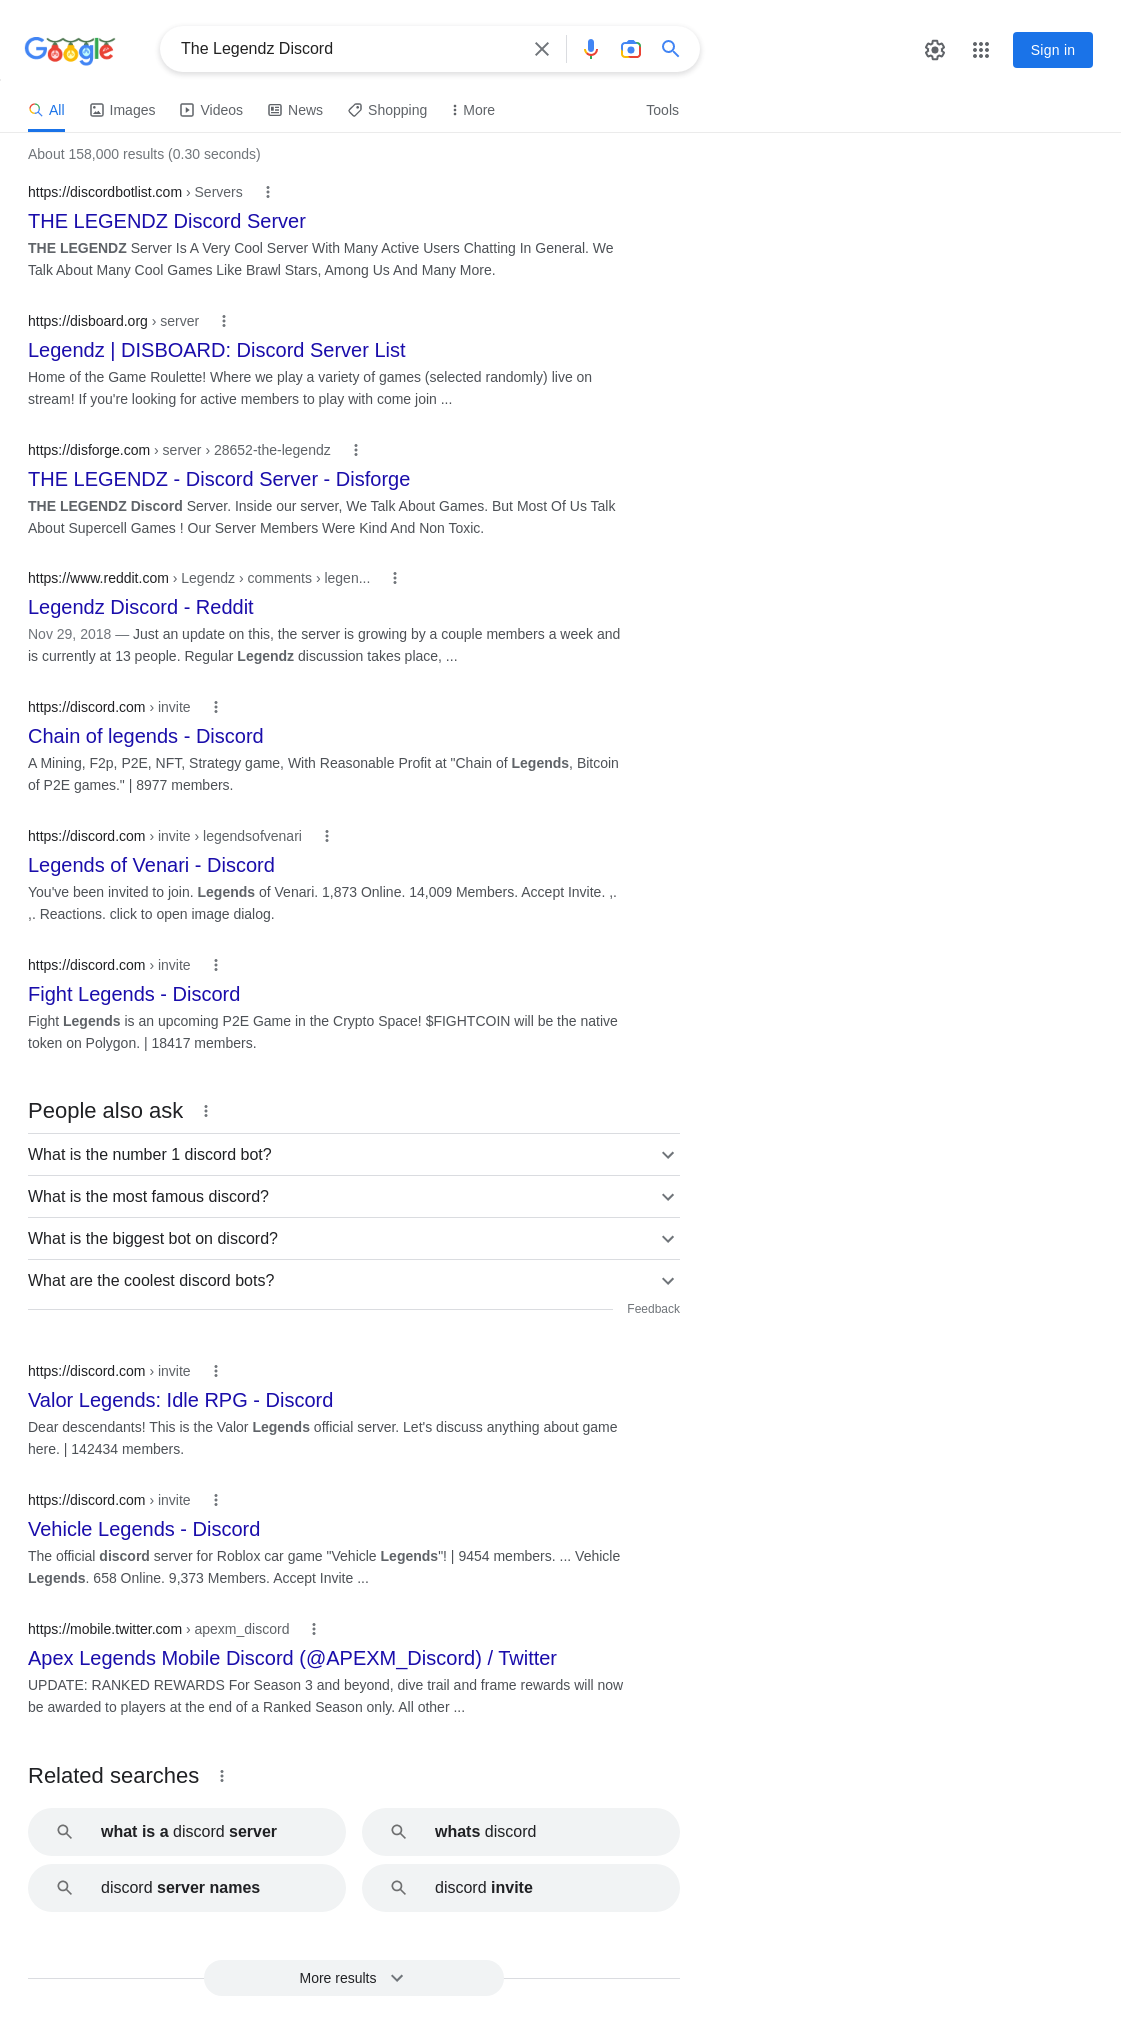 Google
The Legendz Discord
Sign in
All
Images
Videos
News
Shopping
More
Tools
About 158,000 results (0.30 seconds)
https://discordbotlist.com › Servers
THE LEGENDZ Discord Server
THE LEGENDZ Server Is A Very Cool Server With Many Active Users Chatting In General. We
Talk About Many Cool Games Like Brawl Stars, Among Us And Many More.
https://disboard.org › server
Legendz | DISBOARD: Discord Server List
Home of the Game Roulette! Where we play a variety of games (selected randomly) live on
stream! If you're looking for active members to play with come join ...
https://disforge.com › server › 28652-the-legendz
THE LEGENDZ - Discord Server - Disforge
THE LEGENDZ Discord Server. Inside our server, We Talk About Games. But Most Of Us Talk
About Supercell Games ! Our Server Members Were Kind And Non Toxic.
https://www.reddit.com › Legendz › comments › legen...
Legendz Discord - Reddit
Nov 29, 2018 — Just an update on this, the server is growing by a couple members a week and
is currently at 13 people. Regular Legendz discussion takes place, ...
https://discord.com › invite
Chain of legends - Discord
A Mining, F2p, P2E, NFT, Strategy game, With Reasonable Profit at "Chain of Legends, Bitcoin
of P2E games." | 8977 members.
https://discord.com › invite › legendsofvenari
Legends of Venari - Discord
You've been invited to join. Legends of Venari. 1,873 Online. 14,009 Members. Accept Invite. ,.
,. Reactions. click to open image dialog.
https://discord.com › invite
Fight Legends - Discord
Fight Legends is an upcoming P2E Game in the Crypto Space! $FIGHTCOIN will be the native
token on Polygon. | 18417 members.
People also ask
What is the number 1 discord bot?
What is the most famous discord?
What is the biggest bot on discord?
What are the coolest discord bots?
Feedback
https://discord.com › invite
Valor Legends: Idle RPG - Discord
Dear descendants! This is the Valor Legends official server. Let's discuss anything about game
here. | 142434 members.
https://discord.com › invite
Vehicle Legends - Discord
The official discord server for Roblox car game "Vehicle Legends"! | 9454 members. ... Vehicle
Legends. 658 Online. 9,373 Members. Accept Invite ...
https://mobile.twitter.com › apexm_discord
Apex Legends Mobile Discord (@APEXM_Discord) / Twitter
UPDATE: RANKED REWARDS For Season 3 and beyond, dive trail and frame rewards will now
be awarded to players at the end of a Ranked Season only. All other ...
Related searches
what is a discord server
whats discord
discord server names
discord invite
More results